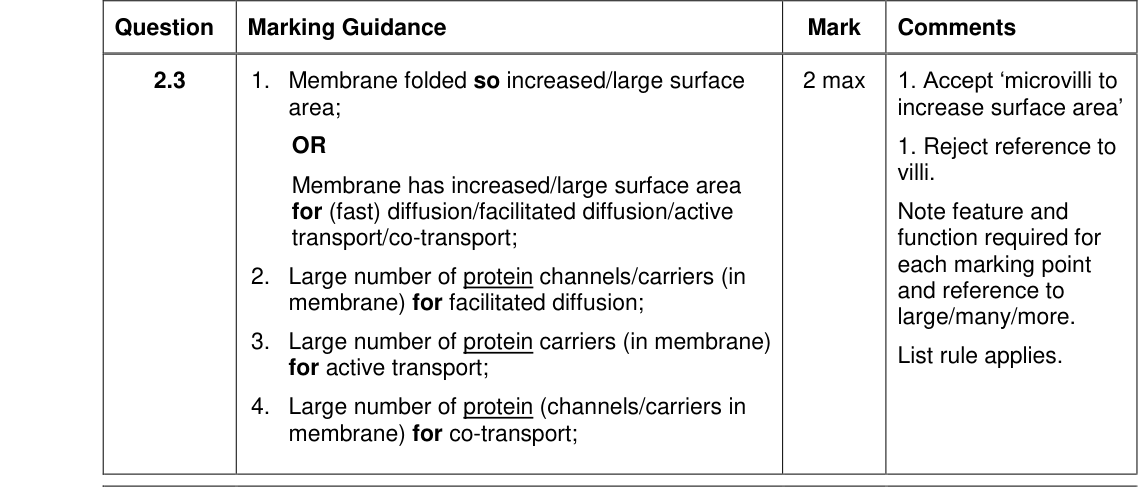 Question Marking Guidance Mark Comments
2.3
1. Membrane folded so increased/large surface
area;
OR
Membrane has increased/large surface area
for (fast) diffusion/facilitated diffusion/active
transport/co-transport;
2. Large number of protein channels/carriers (in
membrane) for facilitated diffusion;
3. Large number of protein carriers (in membrane)
for active transport;
4. Large number of protein (channels/carriers in
membrane) for co-transport;
2 max
1. Accept ‘microvilli to
increase surface area’
1. Reject reference to
villi.
Note feature and
function required for
each marking point
and reference to
large/many/more.
List rule applies.